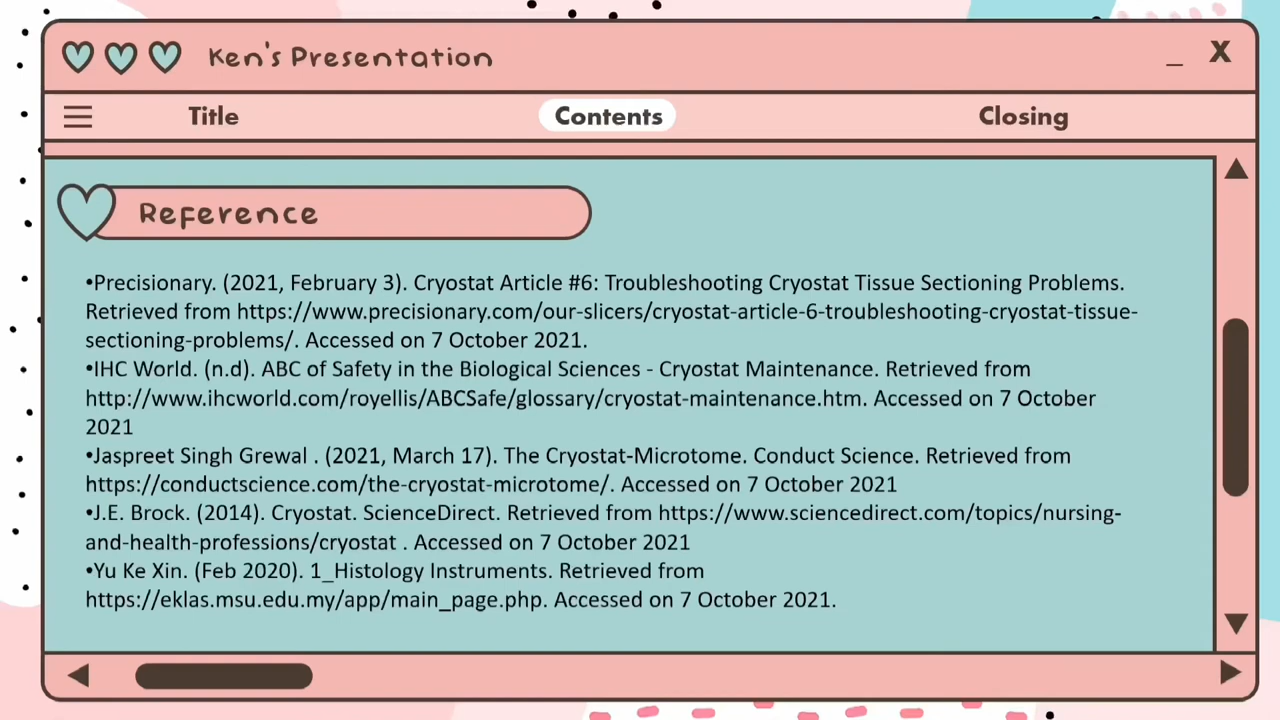 Ken's Presentation
_ X
Title Contents Closing
Reference
•Precisionary. (2021, February 3). Cryostat Article #6: Troubleshooting Cryostat Tissue Sectioning Problems.
Retrieved from https://www.precisionary.com/our-slicers/cryostat-article-6-troubleshooting-cryostat-tissue-
sectioning-problems/. Accessed on 7 October 2021.
•IHC World. (n.d). ABC of Safety in the Biological Sciences - Cryostat Maintenance. Retrieved from
http://www.ihcworld.com/royellis/ABCSafe/glossary/cryostat-maintenance.htm. Accessed on 7 October
2021
•Jaspreet Singh Grewal . (2021, March 17). The Cryostat-Microtome. Conduct Science. Retrieved from
https://conductscience.com/the-cryostat-microtome/. Accessed on 7 October 2021
•J.E. Brock. (2014). Cryostat. ScienceDirect. Retrieved from https://www.sciencedirect.com/topics/nursing-
and-health-professions/cryostat . Accessed on 7 October 2021
•Yu Ke Xin. (Feb 2020). 1_Histology Instruments. Retrieved from
https://eklas.msu.edu.my/app/main_page.php. Accessed on 7 October 2021.